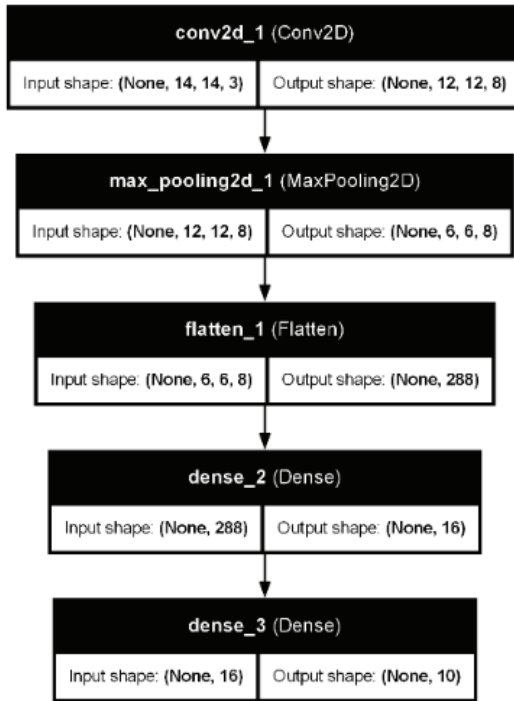 conv2d_1 (Conv2D)
Input shape: (None, 14, 14, 3) Output shape: (None, 12, 12, 8)
max_pooling2d_1 (MaxPooling2D)
Input shape: (None, 12, 12, 8) Output shape: (None, 6, 6, 8)
flatten_1 (Flatten)
Input shape: (None, 6, 6, 8) Output shape: (None, 288)
dense_2 (Dense)
Input shape: (None, 288) Output shape: (None, 16)
dense_3 (Dense)
Input shape: (None, 16) Output shape: (None, 10)